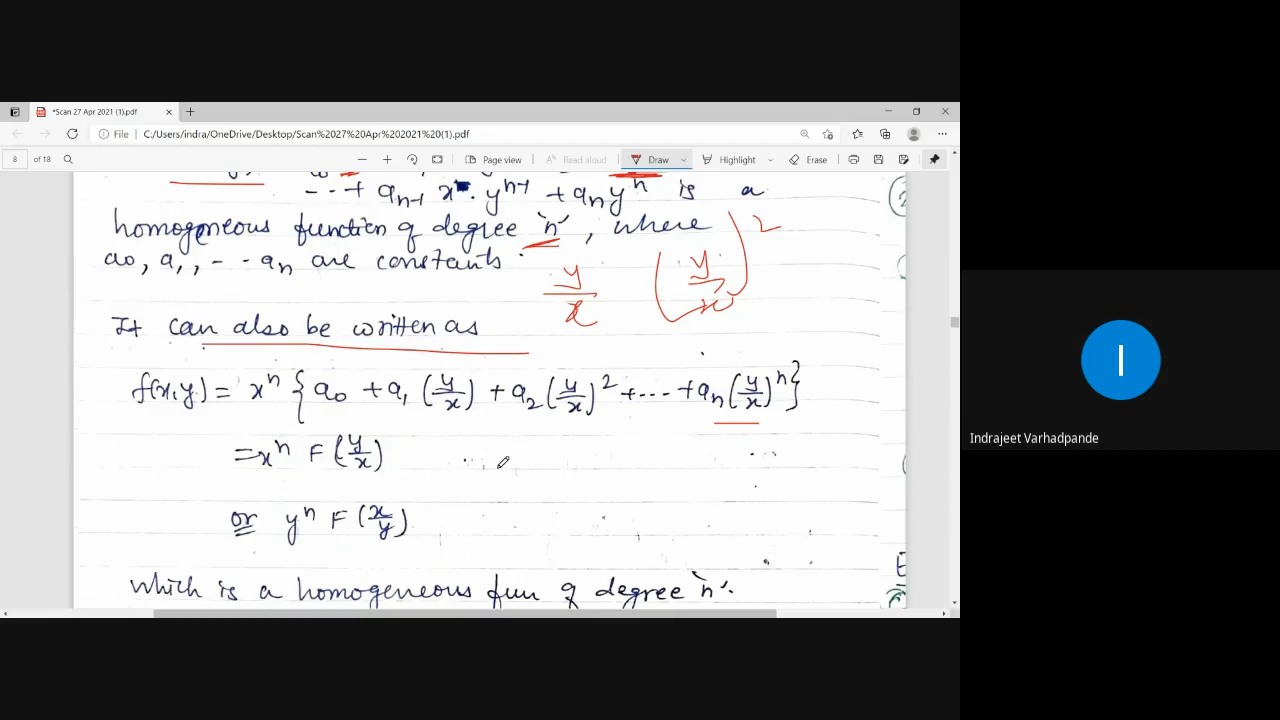 *Scan 27 Apr 2021 (1).pdf
File C:/Users/indra/OneDrive/Desktop/Scan%2027%20Apr%202021%20(1).pdf
8 of 18 Page view Read aloud Draw Highlight Erase
--+ aₙ₋₁ x. yⁿ⁻¹ + aₙ yⁿ is a
homogeneous function of degree 'n', where
a₀, a₁, -- aₙ are constants.
y/x (y/x)²
It can also be written as
f(x,y) = xⁿ { a₀ + a₁ (y/x) + a₂ (y/x)² + --- + aₙ (y/x)ⁿ }
= xⁿ F (y/x)
or yⁿ F (x/y)
which is a homogeneous fun of degree 'n'.
I
Indrajeet Varhadpande